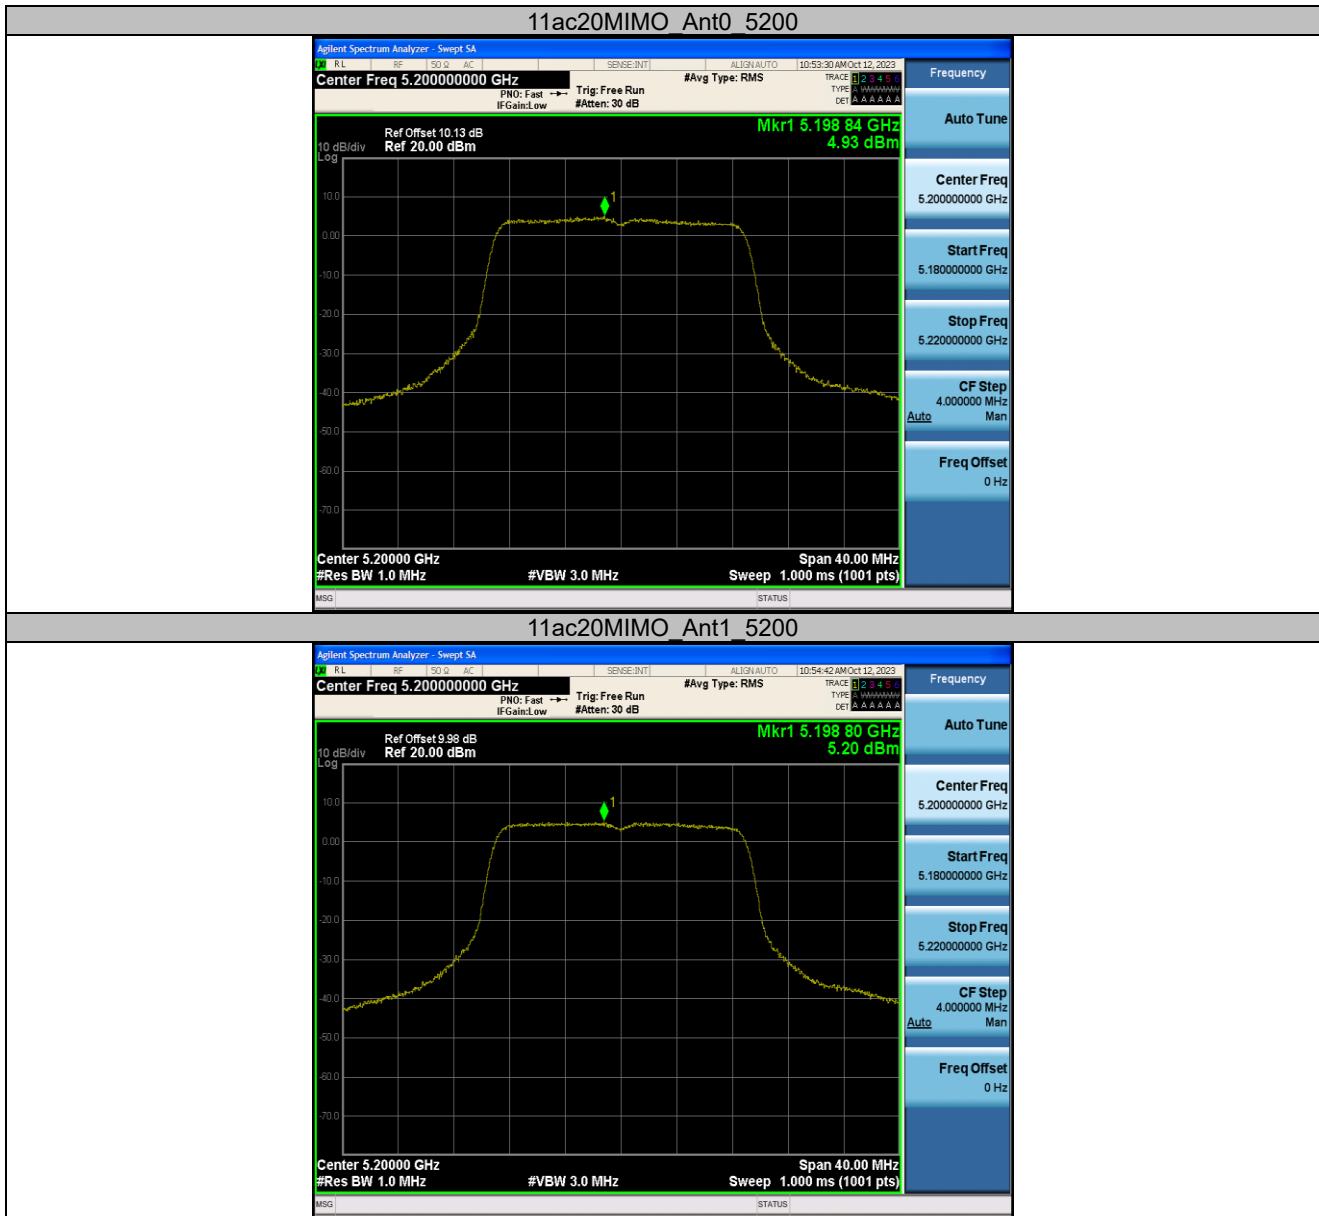 11ac20MIMO_Ant0_5200
Agilent Spectrum Analyzer - Swept SA
RL RF 50 Ω AC SENSE:INT ALIGN AUTO 10:53:30 AM Oct 12, 2023
Center Freq 5.200000000 GHz #Avg Type: RMS TRACE 1 2 3 4 5 6
PNO: Fast Trig: Free Run TYPE A
IFGain:Low #Atten: 30 dB DET A A A A A A
Mkr1 5.198 84 GHz
4.93 dBm
Ref Offset 10.13 dB
10 dB/div Ref 20.00 dBm
Log
10.0
0.00
-10.0
-20.0
-30.0
-40.0
-50.0
-60.0
-70.0
1
Center 5.20000 GHz Span 40.00 MHz
#Res BW 1.0 MHz #VBW 3.0 MHz Sweep 1.000 ms (1001 pts)
MSG STATUS
Frequency
Auto Tune
Center Freq
5.200000000 GHz
Start Freq
5.180000000 GHz
Stop Freq
5.220000000 GHz
CF Step
4.000000 MHz
Auto Man
Freq Offset
0 Hz
11ac20MIMO_Ant1_5200
Agilent Spectrum Analyzer - Swept SA
RL RF 50 Ω AC SENSE:INT ALIGN AUTO 10:54:42 AM Oct 12, 2023
Center Freq 5.200000000 GHz #Avg Type: RMS TRACE 1 2 3 4 5 6
PNO: Fast Trig: Free Run TYPE A
IFGain:Low #Atten: 30 dB DET A A A A A A
Mkr1 5.198 80 GHz
5.20 dBm
Ref Offset 9.98 dB
10 dB/div Ref 20.00 dBm
Log
10.0
0.00
-10.0
-20.0
-30.0
-40.0
-50.0
-60.0
-70.0
1
Center 5.20000 GHz Span 40.00 MHz
#Res BW 1.0 MHz #VBW 3.0 MHz Sweep 1.000 ms (1001 pts)
MSG STATUS
Frequency
Auto Tune
Center Freq
5.200000000 GHz
Start Freq
5.180000000 GHz
Stop Freq
5.220000000 GHz
CF Step
4.000000 MHz
Auto Man
Freq Offset
0 Hz